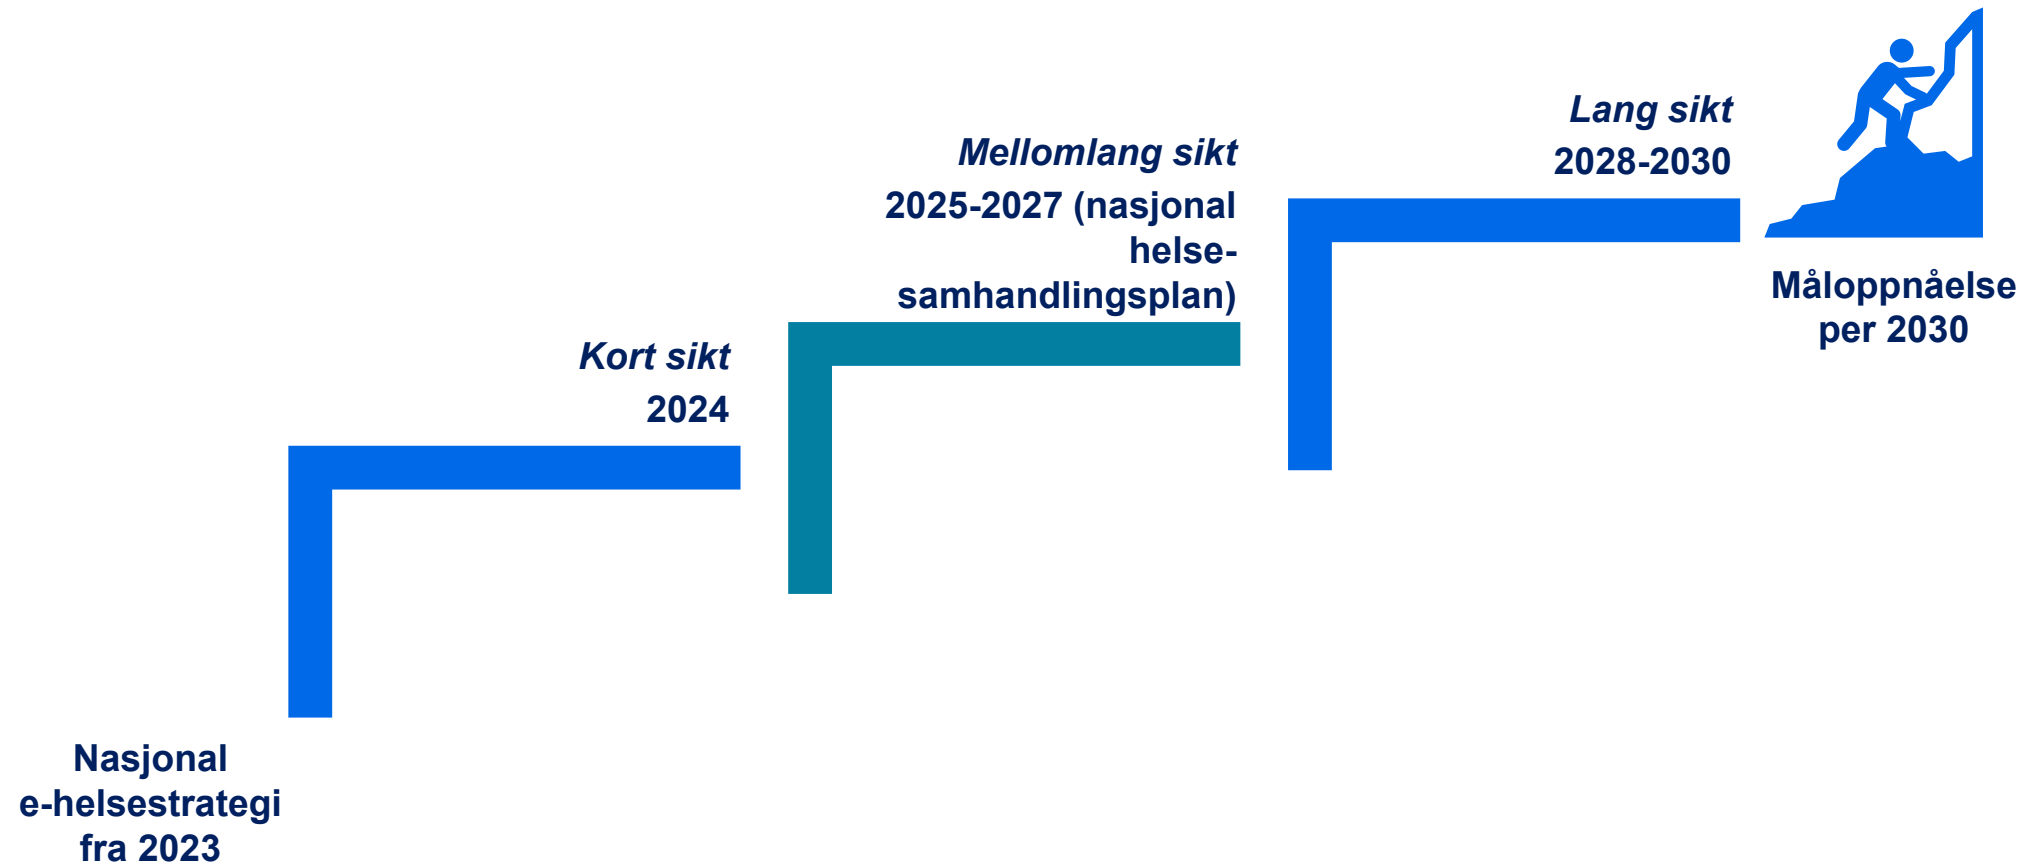 Nasjonal
e-helsestrategi
fra 2023
Kort sikt
2024
Mellomlang sikt
2025-2027 (nasjonal
helse-
samhandlingsplan)
Lang sikt
2028-2030
Måloppnåelse
per 2030